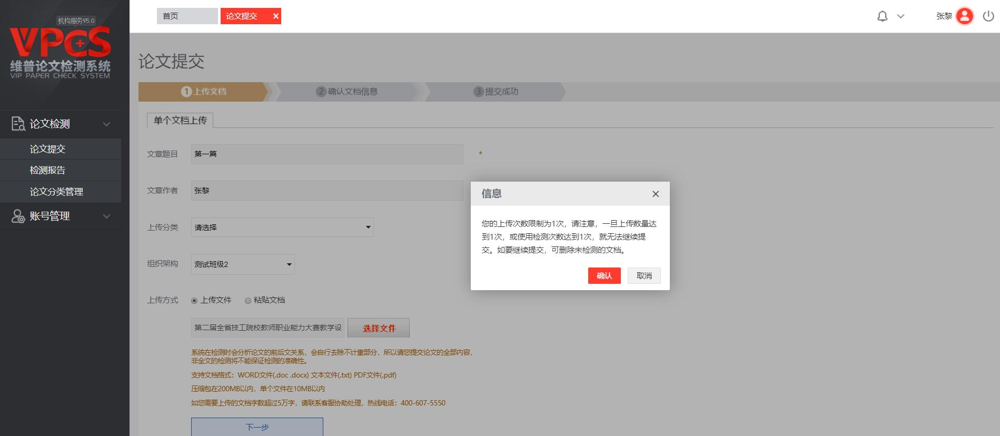 机构服务V5.0
VPCS
维普论文检测系统
VIP PAPER CHECK SYSTEM
首页
论文提交
张黎
论文检测
论文提交
检测报告
论文分类管理
账号管理
论文提交
1 上传文档
2 确认文档信息
3 提交成功
单个文档上传
文章题目 第一篇 *
文章作者 张黎
上传分类 请选择
组织架构 测试班级2
上传方式 上传文件 粘贴文档
第二届全省技工院校教师职业能力大赛教学设 选择文件
系统在检测时会分析论文的前后文关系，会自行去除不计重部分，所以请您提交论文的全部内容，
非全文的检测将不能保证检测的准确性。
支持文档格式：WORD文件(.doc .docx) 文本文件(.txt) PDF文件(.pdf)
压缩包在200MB以内，单个文件在10MB以内
如您需要上传的文档字数超过5万字，请联系客服协助处理，热线电话：400-607-5550
下一步
信息
您的上传次数限制为1次，请注意，一旦上传数量达
到1次，或使用检测次数达到1次，就无法继续提
交。如要继续提交，可删除未检测的文档。
确认 取消